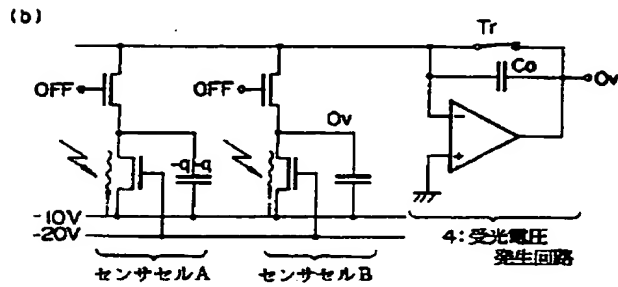 (b)
Tr
OFF
OFF
Co
Ov
Ov
-q
-q
-
+
-10V
-20V
4:受光電圧
発生回路
センサセルA
センサセルB